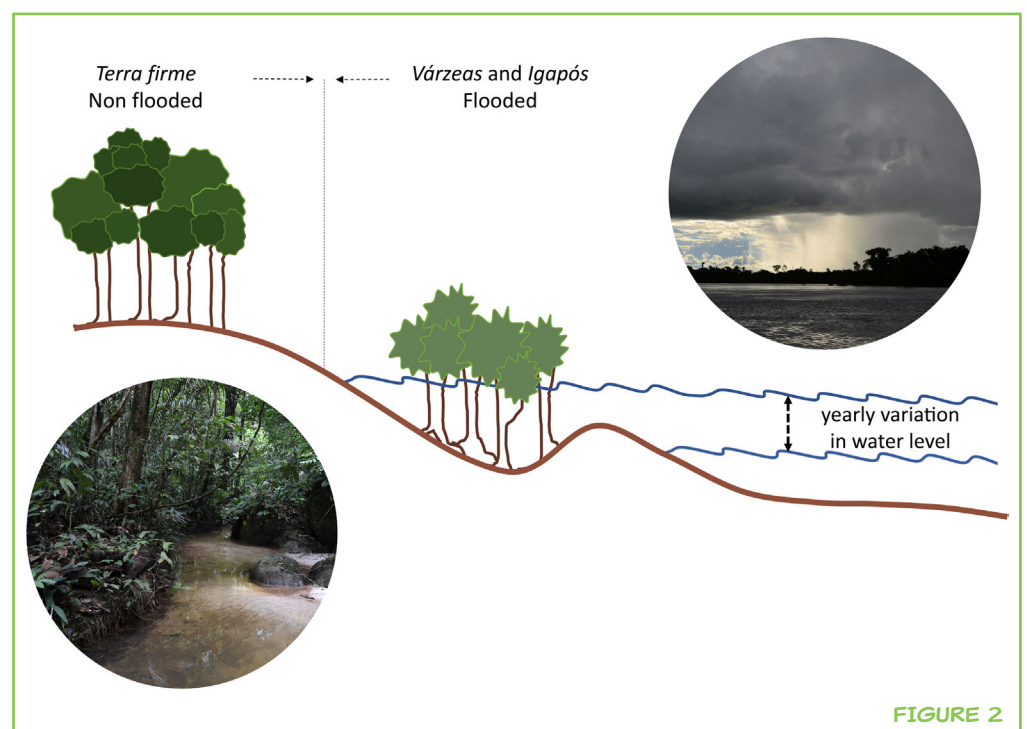 Terra firme
Non flooded
Várzeas and Igapós
Flooded
yearly variation
in water level
FIGURE 2